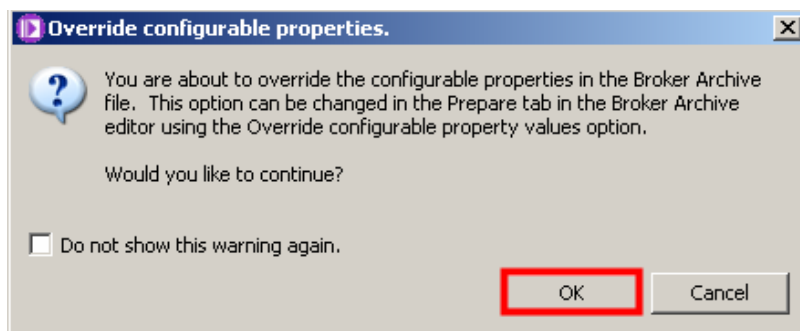 Override configurable properties.
You are about to override the configurable properties in the Broker Archive
file. This option can be changed in the Prepare tab in the Broker Archive
editor using the Override configurable property values option.
Would you like to continue?
Do not show this warning again.
OK
Cancel